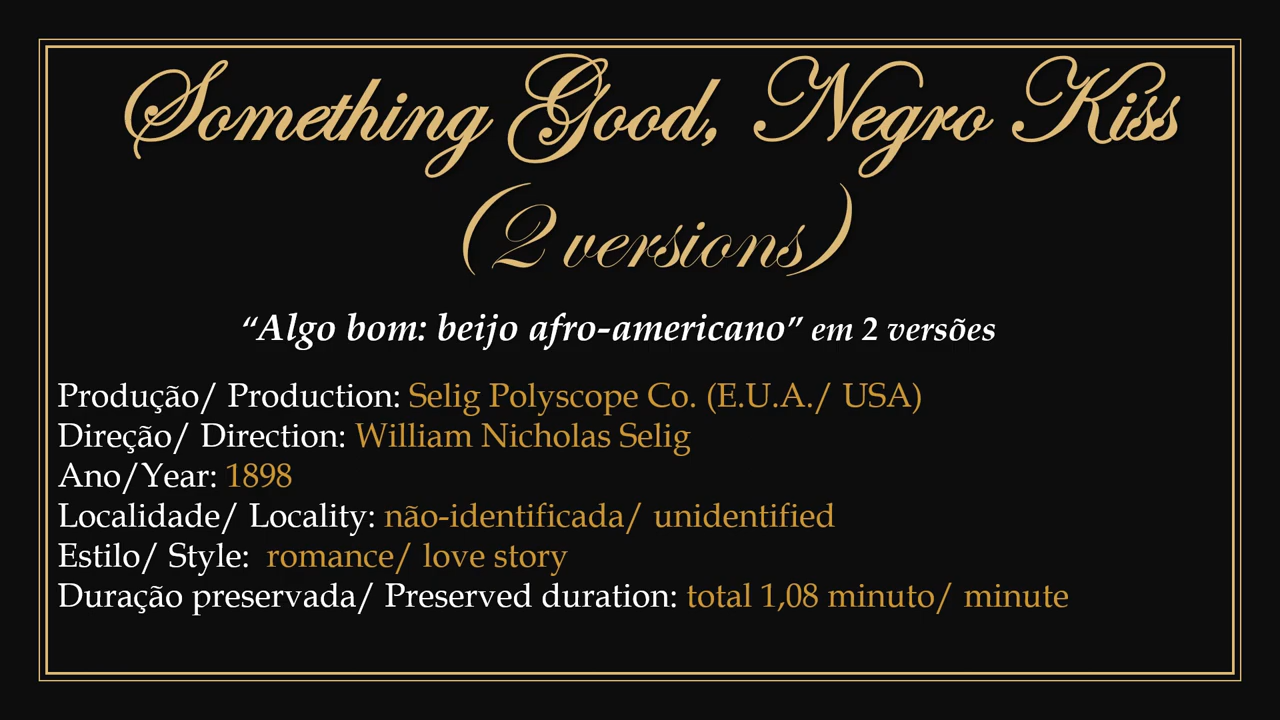 Something Good, Negro Kiss
(2 versions)
“Algo bom: beijo afro-americano” em 2 versões
Produção/ Production: Selig Polyscope Co. (E.U.A./ USA)
Direção/ Direction: William Nicholas Selig
Ano/Year: 1898
Localidade/ Locality: não-identificada/ unidentified
Estilo/ Style: romance/ love story
Duração preservada/ Preserved duration: total 1,08 minuto/ minute